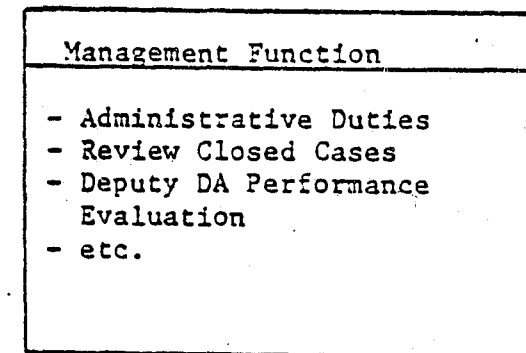 Management Function
- Administrative Duties
- Review Closed Cases
- Deputy DA Performance
Evaluation
- etc.